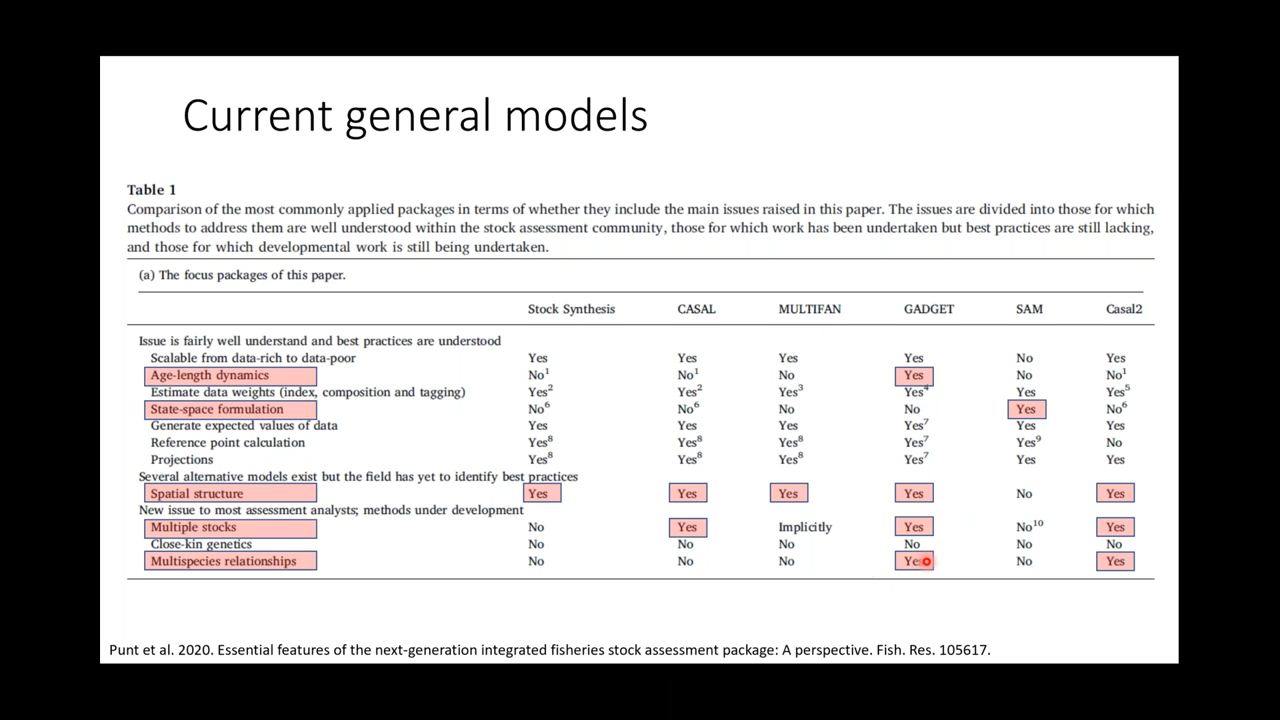 Current general models
Table 1
Comparison of the most commonly applied packages in terms of whether they include the main issues raised in this paper. The issues are divided into those for which
methods to address them are well understood within the stock assessment community, those for which work has been undertaken but best practices are still lacking,
and those for which developmental work is still being undertaken.
(a) The focus packages of this paper.
Stock Synthesis CASAL MULTIFAN GADGET SAM Casal2
Issue is fairly well understand and best practices are understood
Scalable from data-rich to data-poor Yes Yes Yes Yes No Yes
Age-length dynamics No¹ No¹ No Yes No No¹
Estimate data weights (index, composition and tagging) Yes² Yes² Yes³ Yes⁴ Yes Yes⁵
State-space formulation No⁶ No⁶ No No Yes No⁶
Generate expected values of data Yes Yes Yes Yes⁷ Yes Yes
Reference point calculation Yes⁸ Yes⁸ Yes⁸ Yes⁷ Yes⁹ No
Projections Yes⁸ Yes⁸ Yes⁸ Yes⁷ Yes Yes
Several alternative models exist but the field has yet to identify best practices
Spatial structure Yes Yes Yes Yes No Yes
New issue to most assessment analysts; methods under development
Multiple stocks No Yes Implicitly Yes No¹⁰ Yes
Close-kin genetics No No No No No No
Multispecies relationships No No No Yes No Yes
Punt et al. 2020. Essential features of the next-generation integrated fisheries stock assessment package: A perspective. Fish. Res. 105617.